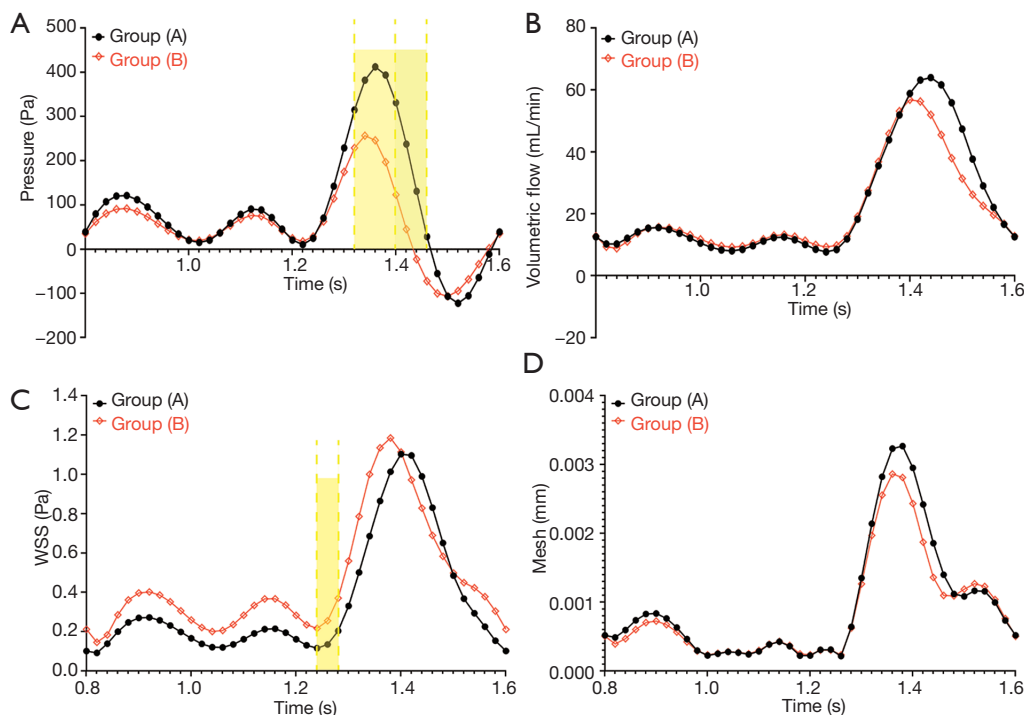 A
Group (A)
Group (B)
Pressure (Pa)
500
400
300
200
100
0
–100
–200
1.0
1.2
1.4
1.6
Time (s)
B
Group (A)
Group (B)
Volumetric flow (mL/min)
80
60
40
20
0
–20
1.0
1.2
1.4
1.6
Time (s)
C
Group (A)
Group (B)
WSS (Pa)
1.4
1.2
1.0
0.8
0.6
0.4
0.2
0.0
0.8
1.0
1.2
1.4
1.6
Time (s)
D
Group (A)
Group (B)
Mesh (mm)
0.004
0.003
0.002
0.001
0.000
0.8
1.0
1.2
1.4
1.6
Time (s)